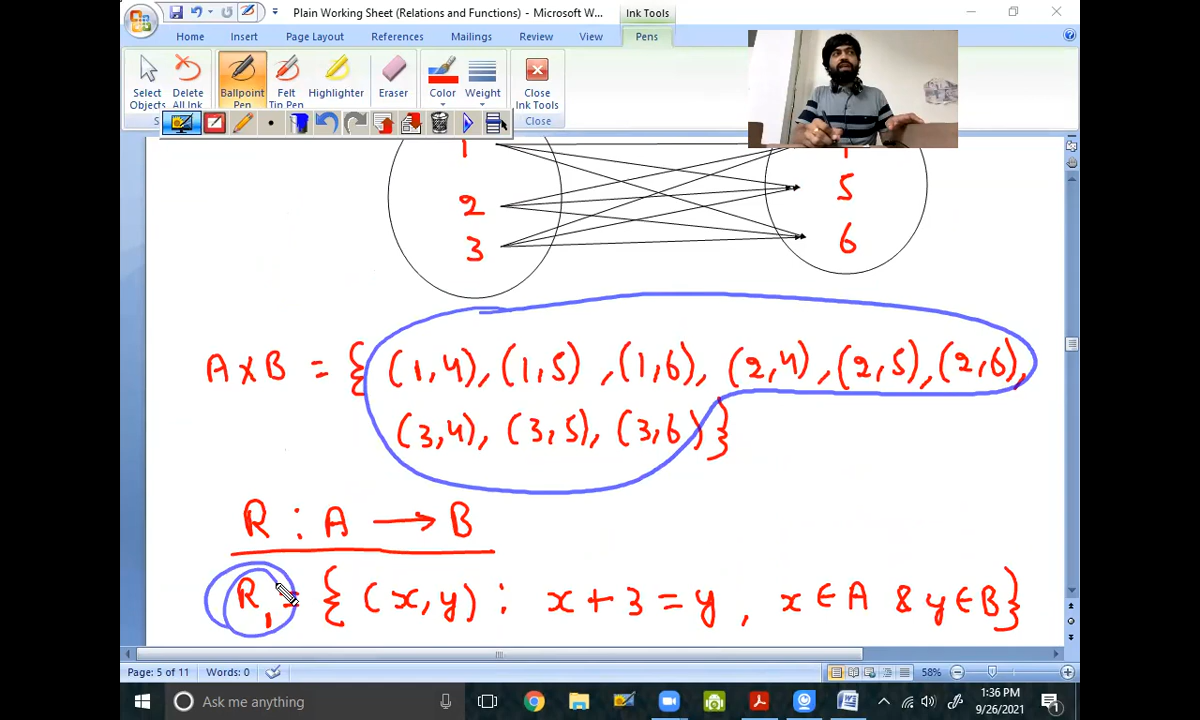 Plain Working Sheet (Relations and Functions) - Microsoft W...
Ink Tools
Home Insert Page Layout References Mailings Review View Pens
Select Objects
Delete All Ink
Ballpoint Pen
Felt Tip Pen
Highlighter
Eraser
Color
Weight
Close Ink Tools
Close
1
2
3
5
6
A×B = { (1,4), (1,5) , (1,6), (2,4), (2,5), (2,6),
(3,4), (3,5), (3,6) }
R : A → B
R₁ = { (x,y) : x+3=y , x∈A & y∈B}
Page: 5 of 11 Words: 0 58%
Ask me anything
1:36 PM
9/26/2021